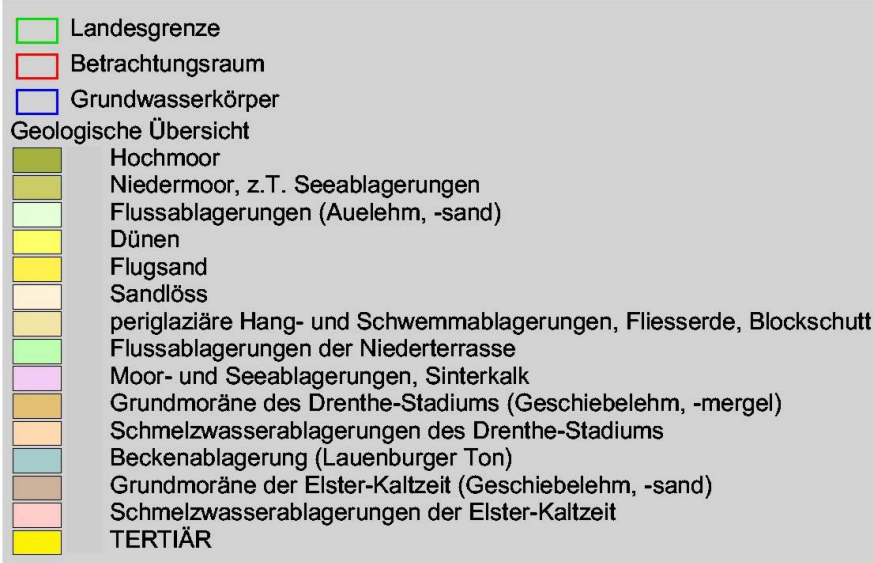 Landesgrenze
Betrachtungsraum
Grundwasserkörper
Geologische Übersicht
Hochmoor
Niedermoor, z.T. Seeablagerungen
Flussablagerungen (Auelehm, -sand)
Dünen
Flugsand
Sandlöss
periglaziäre Hang- und Schwemmablagerungen, Fliesserde, Blockschutt
Flussablagerungen der Niederterrasse
Moor- und Seeablagerungen, Sinterkalk
Grundmoräne des Drenthe-Stadiums (Geschiebelehm, -mergel)
Schmelzwasserablagerungen des Drenthe-Stadiums
Beckenablagerung (Lauenburger Ton)
Grundmoräne der Elster-Kaltzeit (Geschiebelehm, -sand)
Schmelzwasserablagerungen der Elster-Kaltzeit
TERTIÄR